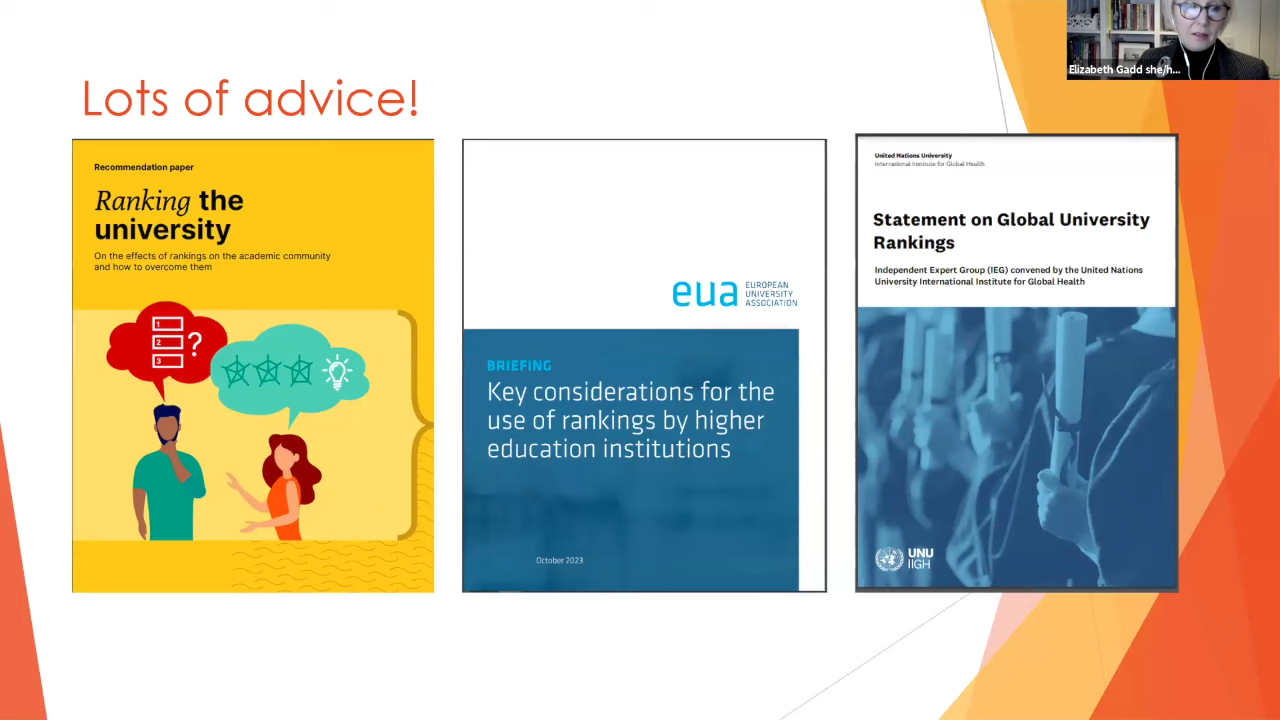 Elizabeth Gadd she/h...
Lots of advice!
Recommendation paper
Ranking the
university
On the effects of rankings on the academic community
and how to overcome them
1
2
3
?
eua
EUROPEAN
UNIVERSITY
ASSOCIATION
BRIEFING
Key considerations for the
use of rankings by higher
education institutions
October 2023
United Nations University
International Institute for Global Health
Statement on Global University
Rankings
Independent Expert Group (IEG) convened by the United Nations
University International Institute for Global Health
UNU
IIGH